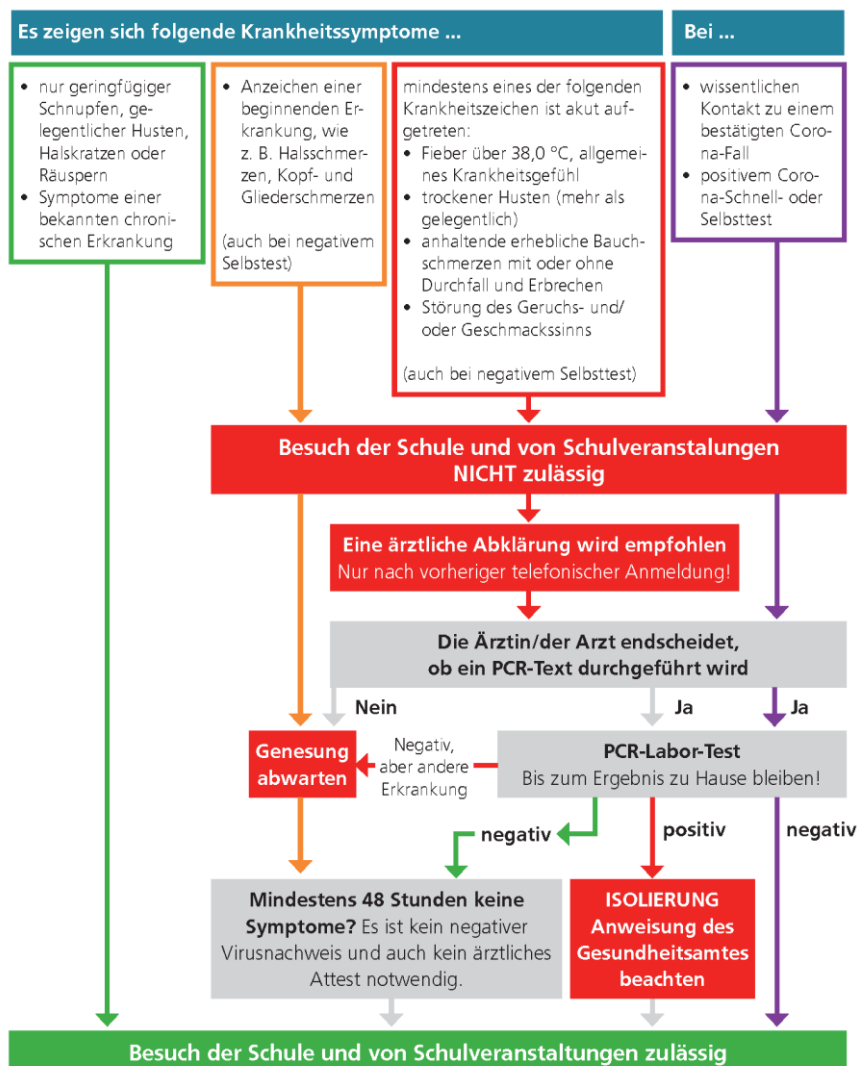 Es zeigen sich folgende Krankheitssymptome ...
Bei ...
• nur geringfügiger
Schnupfen, ge-
legentlicher Husten,
Halskratzen oder
Räuspern
• Symptome einer
bekannten chroni-
schen Erkrankung
• Anzeichen einer
beginnenden Er-
krankung, wie
z. B. Halsschmer-
zen, Kopf- und
Gliederschmerzen
(auch bei negativem
Selbstest)
mindestens eines der folgenden
Krankheitszeichen ist akut auf-
getreten:
• Fieber über 38,0 °C, allgemei-
nes Krankheitsgefühl
• trockener Husten (mehr als
gelegentlich)
• anhaltende erhebliche Bauch-
schmerzen mit oder ohne
Durchfall und Erbrechen
• Störung des Geruchs- und/
oder Geschmackssinns
(auch bei negativem Selbsttest)
• wissentlichen
Kontakt zu einem
bestätigten Coro-
na-Fall
• positivem Coro-
na-Schnell- oder
Selbsttest
Besuch der Schule und von Schulveranstalungen
NICHT zulässig
Eine ärztliche Abklärung wird empfohlen
Nur nach vorheriger telefonischer Anmeldung!
Die Ärztin/der Arzt endscheidet,
ob ein PCR-Text durchgeführt wird
Nein
Ja
Ja
Genesung
abwarten
Negativ,
aber andere
Erkrankung
PCR-Labor-Test
Bis zum Ergebnis zu Hause bleiben!
negativ
positiv
negativ
Mindestens 48 Stunden keine
Symptome? Es ist kein negativer
Virusnachweis und auch kein ärztliches
Attest notwendig.
ISOLIERUNG
Anweisung des
Gesundheitsamtes
beachten
Besuch der Schule und von Schulveranstaltungen zulässig